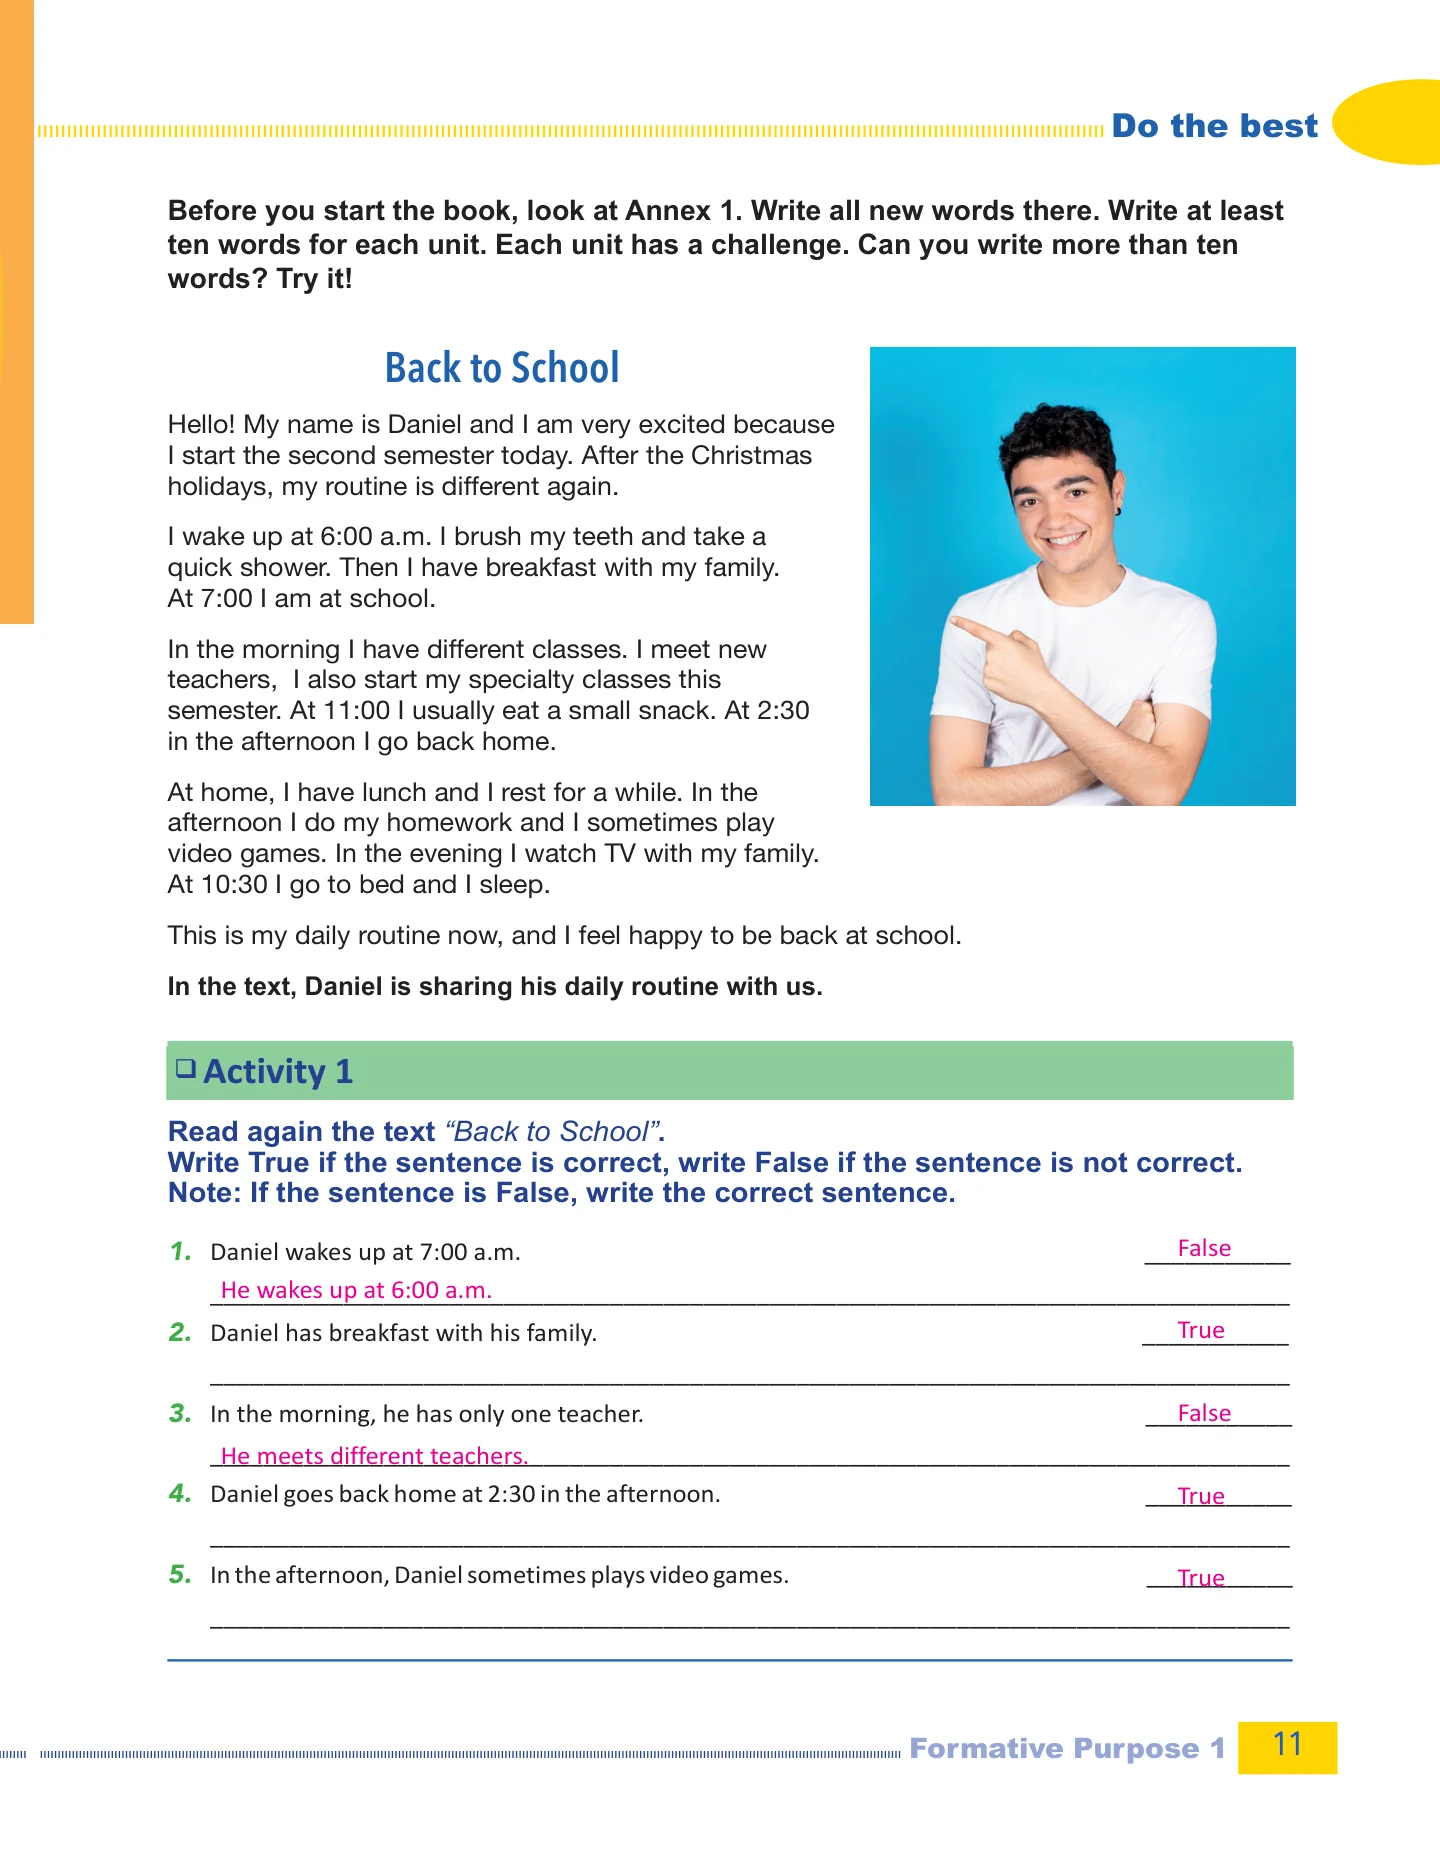 Do the best
Before you start the book, look at Annex 1. Write all new words there. Write at least
ten words for each unit. Each unit has a challenge. Can you write more than ten
words? Try it!
Back to School
Hello! My name is Daniel and I am very excited because
I start the second semester today. After the Christmas
holidays, my routine is different again.
I wake up at 6:00 a.m. I brush my teeth and take a
quick shower. Then I have breakfast with my family.
At 7:00 I am at school.
In the morning I have different classes. I meet new
teachers,  I also start my specialty classes this
semester. At 11:00 I usually eat a small snack. At 2:30
in the afternoon I go back home.
At home, I have lunch and I rest for a while. In the
afternoon I do my homework and I sometimes play
video games. In the evening I watch TV with my family.
At 10:30 I go to bed and I sleep.
This is my daily routine now, and I feel happy to be back at school.
In the text, Daniel is sharing his daily routine with us.
❑ Activity 1
Read again the text “Back to School”.
Write True if the sentence is correct, write False if the sentence is not correct.
Note: If the sentence is False, write the correct sentence.
1. Daniel wakes up at 7:00 a.m. False
He wakes up at 6:00 a.m.
2. Daniel has breakfast with his family. True
3. In the morning, he has only one teacher. False
He meets different teachers.
4. Daniel goes back home at 2:30 in the afternoon. True
5. In the afternoon, Daniel sometimes plays video games. True
Formative Purpose 1 11